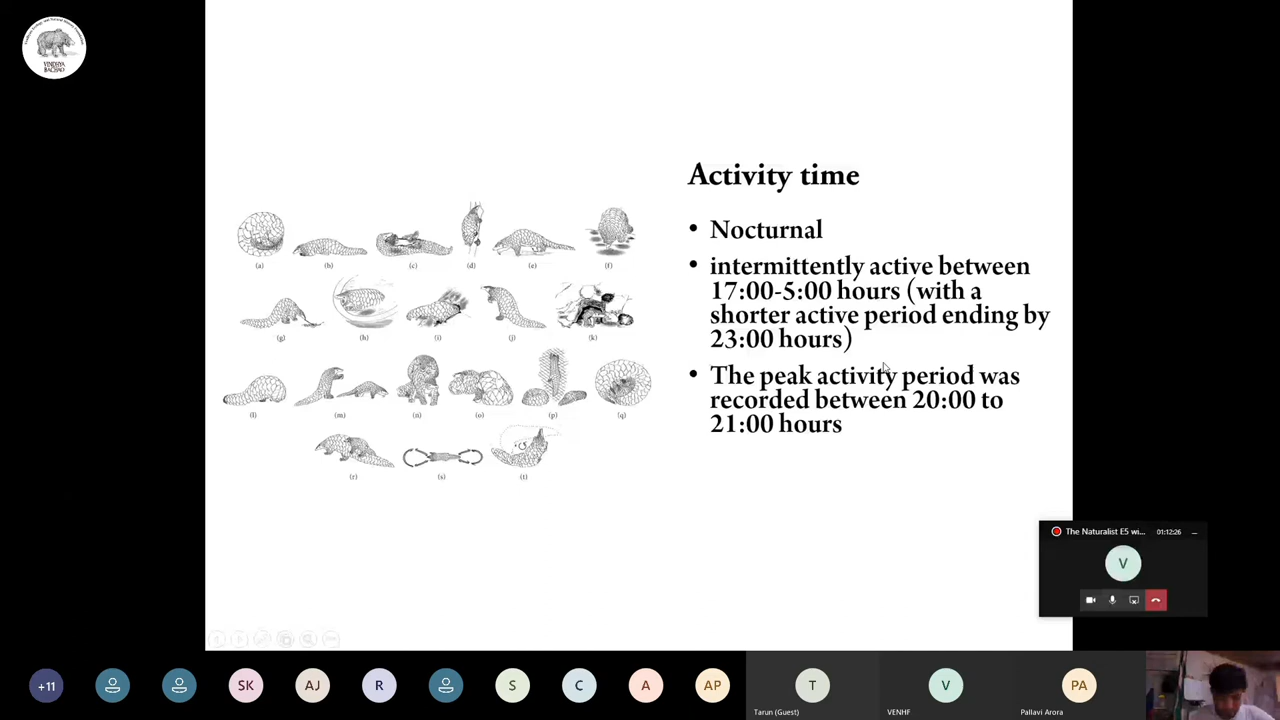 VINDHYA
BACHAO
Activity time
• Nocturnal
• intermittently active between
17:00-5:00 hours (with a
shorter active period ending by
23:00 hours)
• The peak activity period was
recorded between 20:00 to
21:00 hours
(a) (b) (c) (d) (e) (f)
(g) (h) (i) (j) (k)
(l) (m) (n) (o) (p) (q)
(r) (s) (t)
The Naturalist E5 wi... 01:12:26
V
+11 SK AJ R S C A AP T V PA
Tarun (Guest) VENHF Pallavi Arora